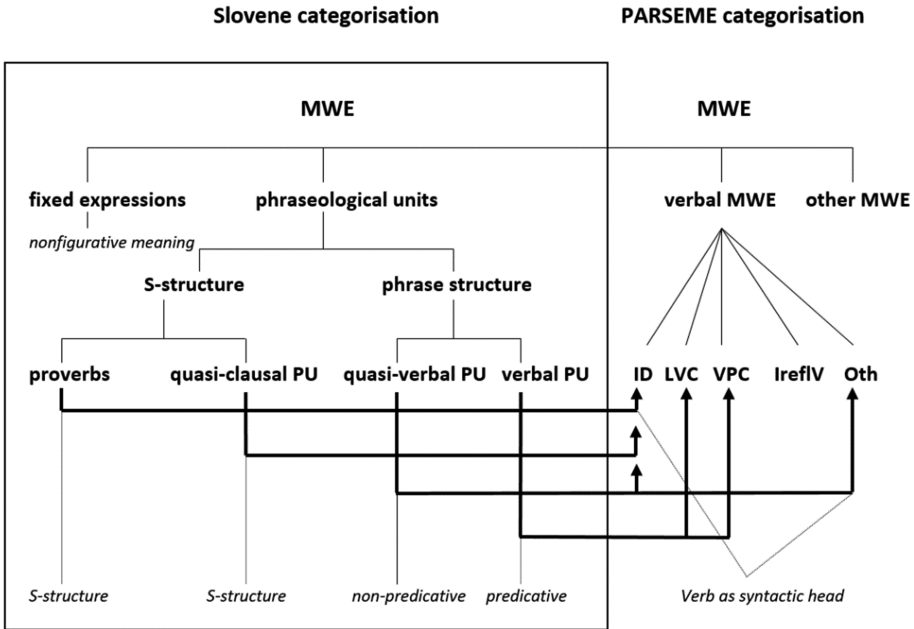 Slovene categorisation PARSEME categorisation
MWE MWE
fixed expressions phraseological units verbal MWE other MWE
nonfigurative meaning
S-structure phrase structure
proverbs quasi-clausal PU quasi-verbal PU verbal PU ID LVC VPC IreflV Oth
S-structure S-structure non-predicative predicative Verb as syntactic head